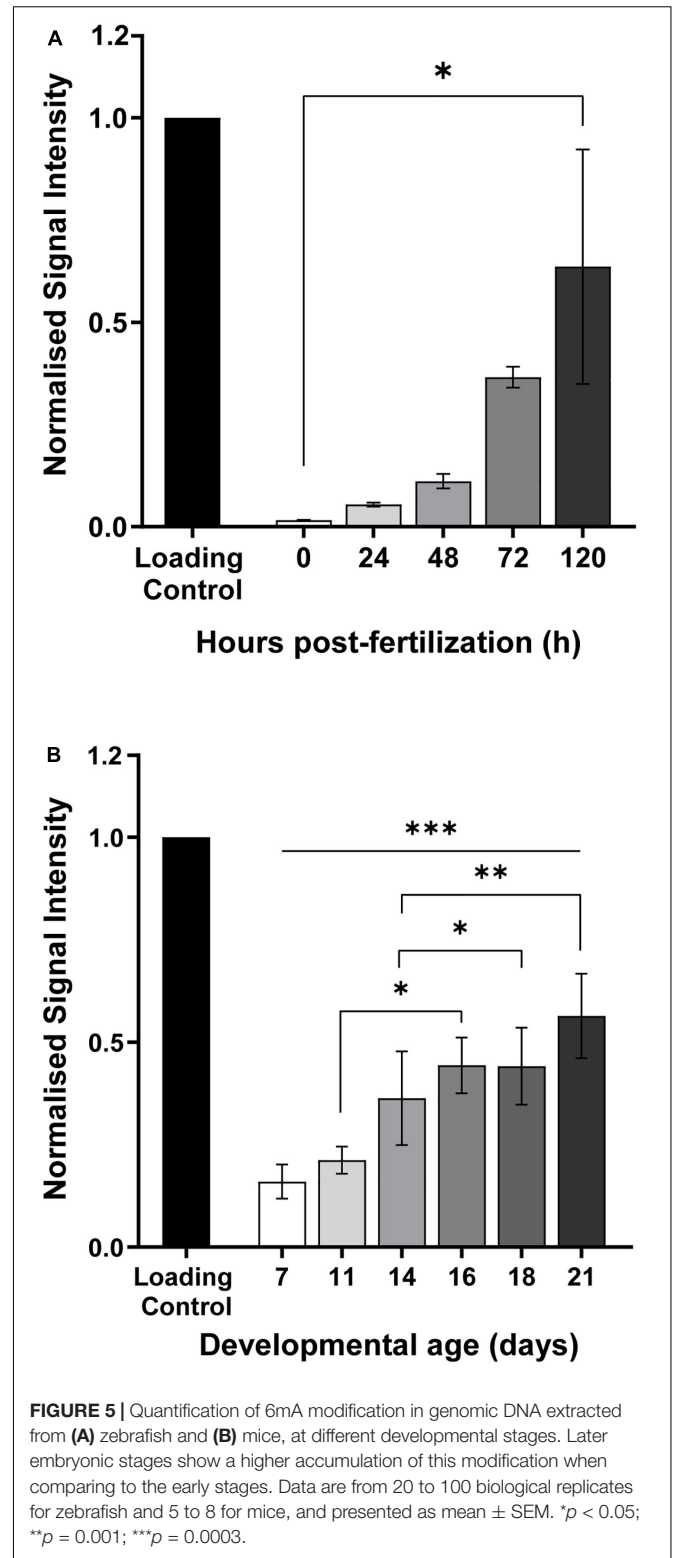 A
1.2
*
1.0
0.5
0.0
Normalised Signal Intensity
Loading
Control
0 24 48 72 120
Hours post-fertilization (h)
B
1.2
***
1.0
**
*
*
0.5
0.0
Normalised Signal Intensity
Loading
Control
7 11 14 16 18 21
Developmental age (days)
FIGURE 5 | Quantification of 6mA modification in genomic DNA extracted
from (A) zebrafish and (B) mice, at different developmental stages. Later
embryonic stages show a higher accumulation of this modification when
comparing to the early stages. Data are from 20 to 100 biological replicates
for zebrafish and 5 to 8 for mice, and presented as mean ± SEM. *p < 0.05;
**p = 0.001; ***p = 0.0003.